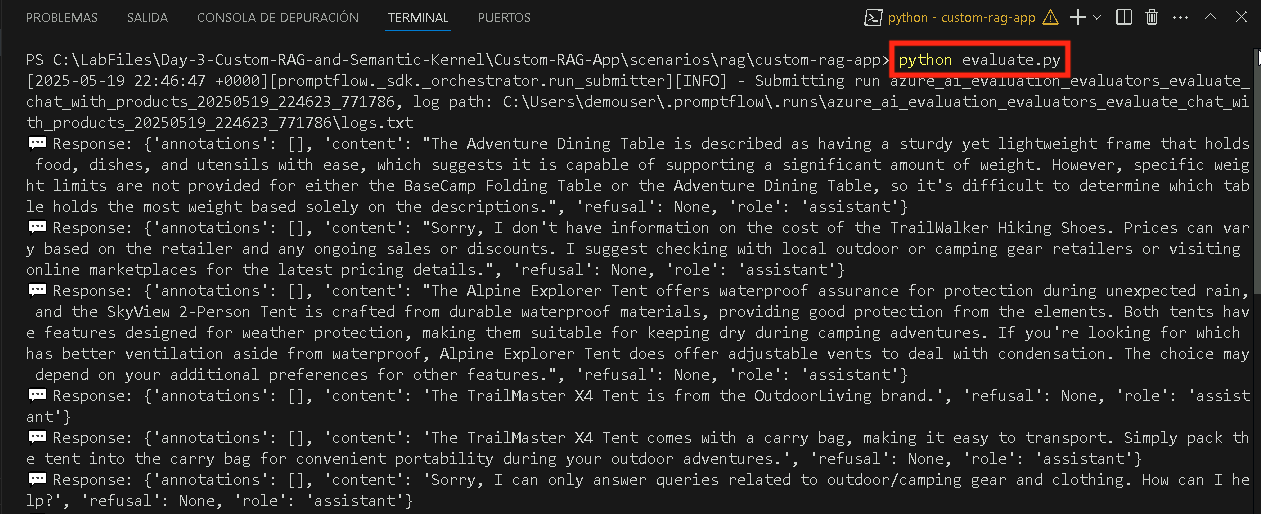 PROBLEMAS SALIDA CONSOLA DE DEPURACIÓN TERMINAL PUERTOS python - custom-rag-app
PS C:\LabFiles\Day-3-Custom-RAG-and-Semantic-Kernel\Custom-RAG-App\scenarios\rag\custom-rag-app> python evaluate.py
[2025-05-19 22:46:47 +0000][promptflow._sdk._orchestrator.run_submitter][INFO] - Submitting run azure_ai_evaluation_evaluators_evaluate_
chat_with_products_20250519_224623_771786, log path: C:\Users\demouser\.promptflow\.runs\azure_ai_evaluation_evaluators_evaluate_chat_wi
th_products_20250519_224623_771786\logs.txt
💬 Response: {'annotations': [], 'content': "The Adventure Dining Table is described as having a sturdy yet lightweight frame that holds
food, dishes, and utensils with ease, which suggests it is capable of supporting a significant amount of weight. However, specific weig
ht limits are not provided for either the BaseCamp Folding Table or the Adventure Dining Table, so it's difficult to determine which tab
le holds the most weight based solely on the descriptions.", 'refusal': None, 'role': 'assistant'}
💬 Response: {'annotations': [], 'content': "Sorry, I don't have information on the cost of the TrailWalker Hiking Shoes. Prices can var
y based on the retailer and any ongoing sales or discounts. I suggest checking with local outdoor or camping gear retailers or visiting
online marketplaces for the latest pricing details.", 'refusal': None, 'role': 'assistant'}
💬 Response: {'annotations': [], 'content': "The Alpine Explorer Tent offers waterproof assurance for protection during unexpected rain,
and the SkyView 2-Person Tent is crafted from durable waterproof materials, providing good protection from the elements. Both tents hav
e features designed for weather protection, making them suitable for keeping dry during camping adventures. If you're looking for which
has better ventilation aside from waterproof, Alpine Explorer Tent does offer adjustable vents to deal with condensation. The choice may
depend on your additional preferences for other features.", 'refusal': None, 'role': 'assistant'}
💬 Response: {'annotations': [], 'content': 'The TrailMaster X4 Tent is from the OutdoorLiving brand.', 'refusal': None, 'role': 'assist
ant'}
💬 Response: {'annotations': [], 'content': 'The TrailMaster X4 Tent comes with a carry bag, making it easy to transport. Simply pack th
e tent into the carry bag for convenient portability during your outdoor adventures.', 'refusal': None, 'role': 'assistant'}
💬 Response: {'annotations': [], 'content': 'Sorry, I can only answer queries related to outdoor/camping gear and clothing. How can I he
lp?', 'refusal': None, 'role': 'assistant'}